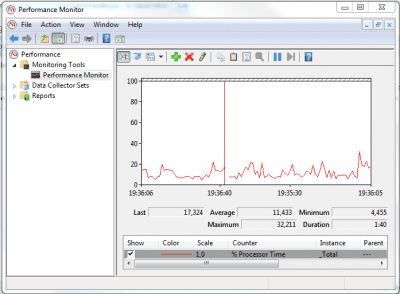 Performance Monitor
File Action View Window Help
Performance
Monitoring Tools
Performance Monitor
Data Collector Sets
Reports
100
80
60
40
20
0
19:36:06 19:36:40 19:35:30 19:36:05
Last 17,324 Average 11,433 Minimum 4,455
Maximum 32,211 Duration 1:40
Show Color Scale Counter Instance Parent
1,0 % Processor Time _Total ---